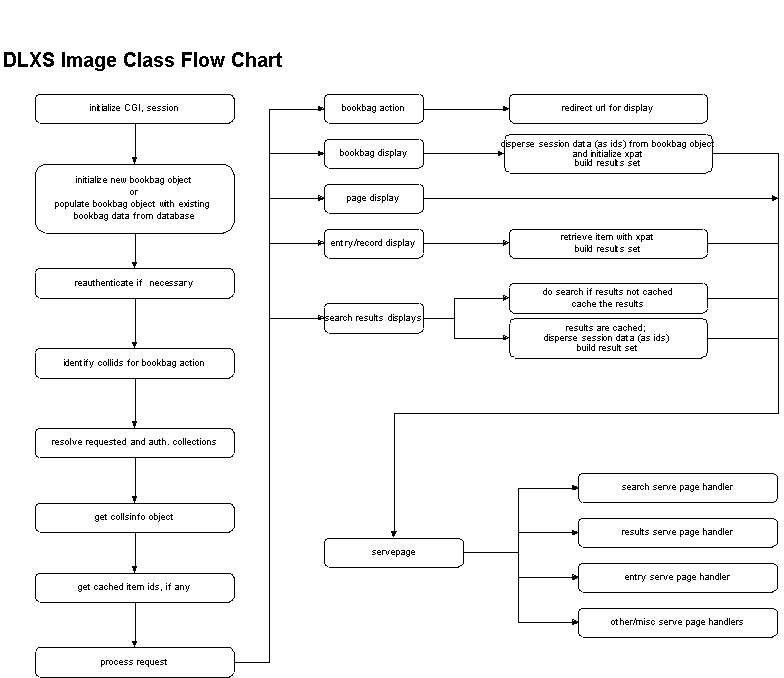 DLXS Image Class Flow Chart
initialize CGI, session
initialize new bookbag object
or
populate bookbag object with existing
bookbag data from database
reauthenticate if necessary
identify collids for bookbag action
resolve requested and auth. collections
get collsinfo object
get cached item ids, if any
process request
bookbag action
redirect url for display
bookbag display
disperse session data (as ids) from bookbag object
and initialize xpat
build results set
page display
entry/record display
retrieve item with xpat
build results set
search results displays
do search if results not cached
cache the results
results are cached;
disperse session data (as ids)
build result set
servepage
search serve page handler
results serve page handler
entry serve page handler
other/misc serve page handlers